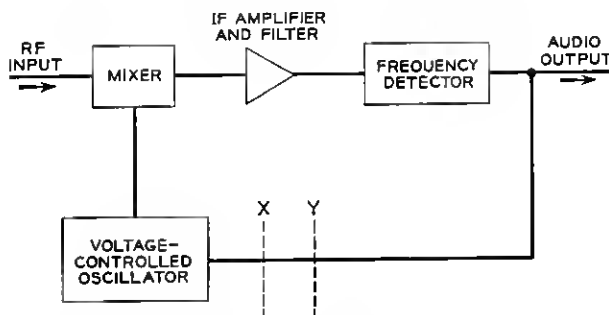 IF AMPLIFIER
AND FILTER
RF
INPUT
MIXER
FREQUENCY
DETECTOR
AUDIO
OUTPUT
X
Y
VOLTAGE-
CONTROLLED
OSCILLATOR